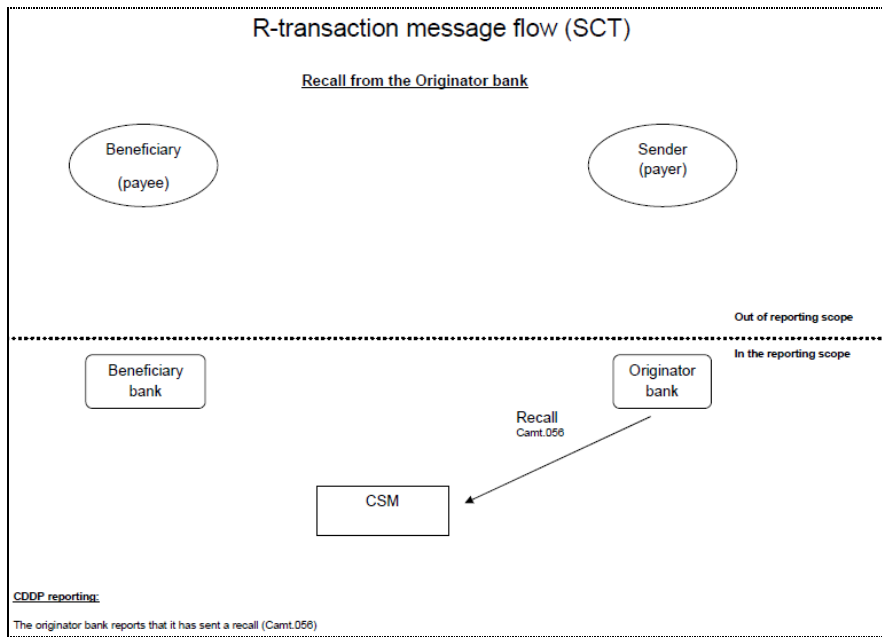 R-transaction message flow (SCT)
Recall from the Originator bank
Beneficiary
(payee)
Sender
(payer)
Out of reporting scope
In the reporting scope
Beneficiary
bank
Originator
bank
Recall
Camt.056
CSM
CDDP reporting:
The originator bank reports that it has sent a recall (Camt.056)